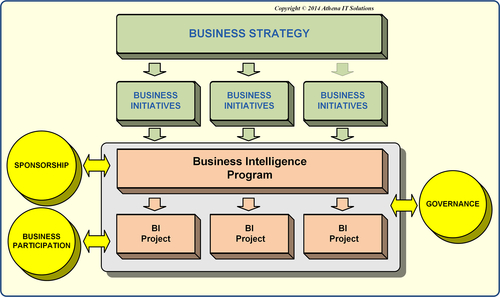 Copyright © 2014 Athena IT Solutions
BUSINESS STRATEGY
BUSINESS
INITIATIVES
BUSINESS
INITIATIVES
BUSINESS
INITIATIVES
SPONSORSHIP
Business Intelligence
Program
GOVERNANCE
BUSINESS
PARTICIPATION
BI
Project
BI
Project
BI
Project